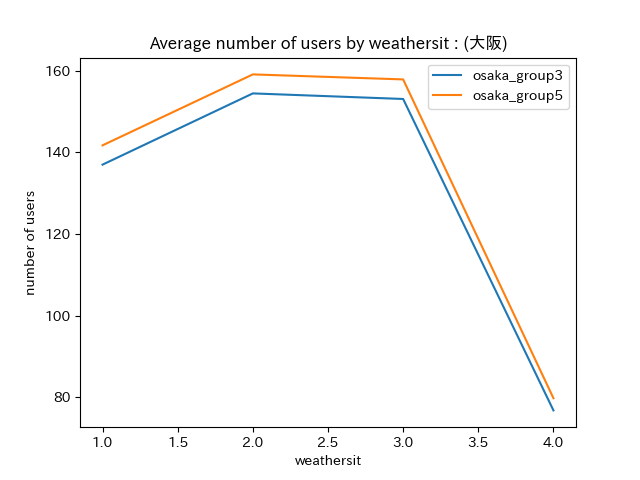 Average number of users by weathersit : (大阪)
osaka_group3
osaka_group5
number of users
160
140
120
100
80
1.0 1.5 2.0 2.5 3.0 3.5 4.0
weathersit